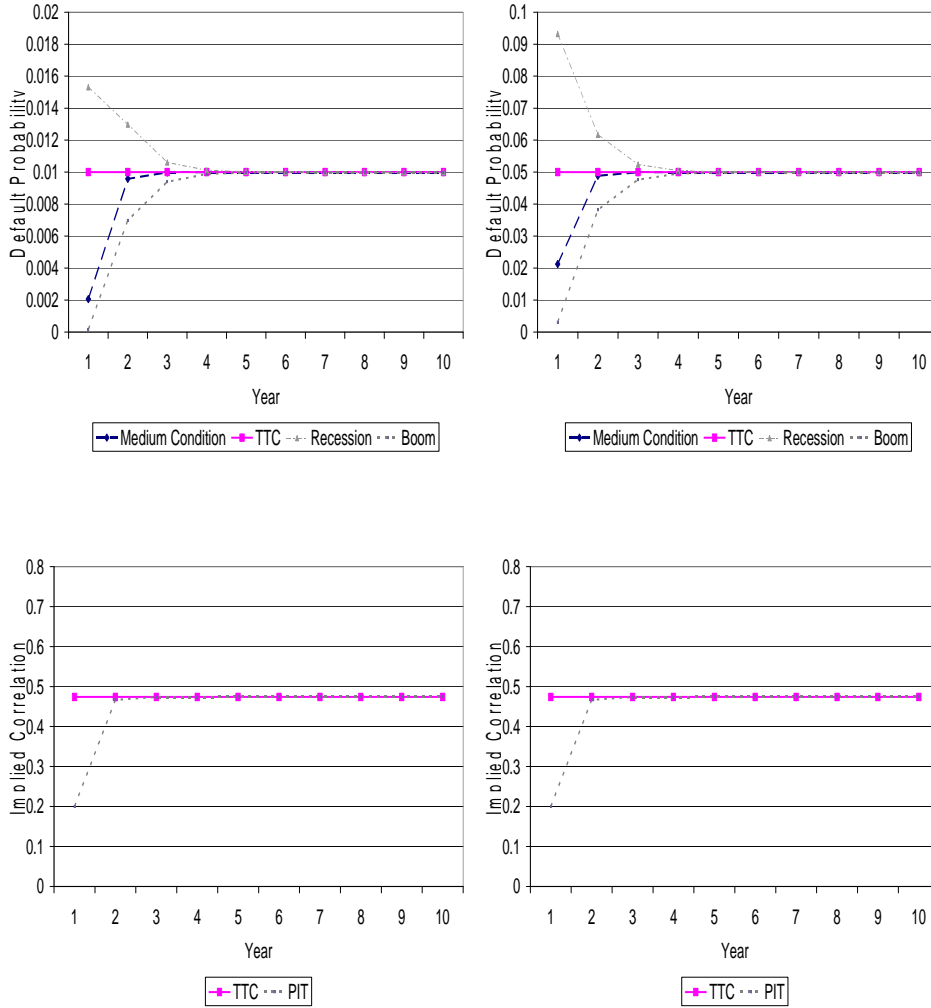 0.02
0.018
0.016
0.014
0.012
0.01
0.008
0.006
0.004
0.002
0
Default Probability
1 2 3 4 5 6 7 8 9 10
Year
Medium Condition TTC Recession Boom
0.1
0.09
0.08
0.07
0.06
0.05
0.04
0.03
0.02
0.01
0
Default Probability
1 2 3 4 5 6 7 8 9 10
Year
Medium Condition TTC Recession Boom
0.8
0.7
0.6
0.5
0.4
0.3
0.2
0.1
0
Implied Correlation
1 2 3 4 5 6 7 8 9 10
Year
TTC PIT
0.8
0.7
0.6
0.5
0.4
0.3
0.2
0.1
0
Implied Correlation
1 2 3 4 5 6 7 8 9 10
Year
TTC PIT